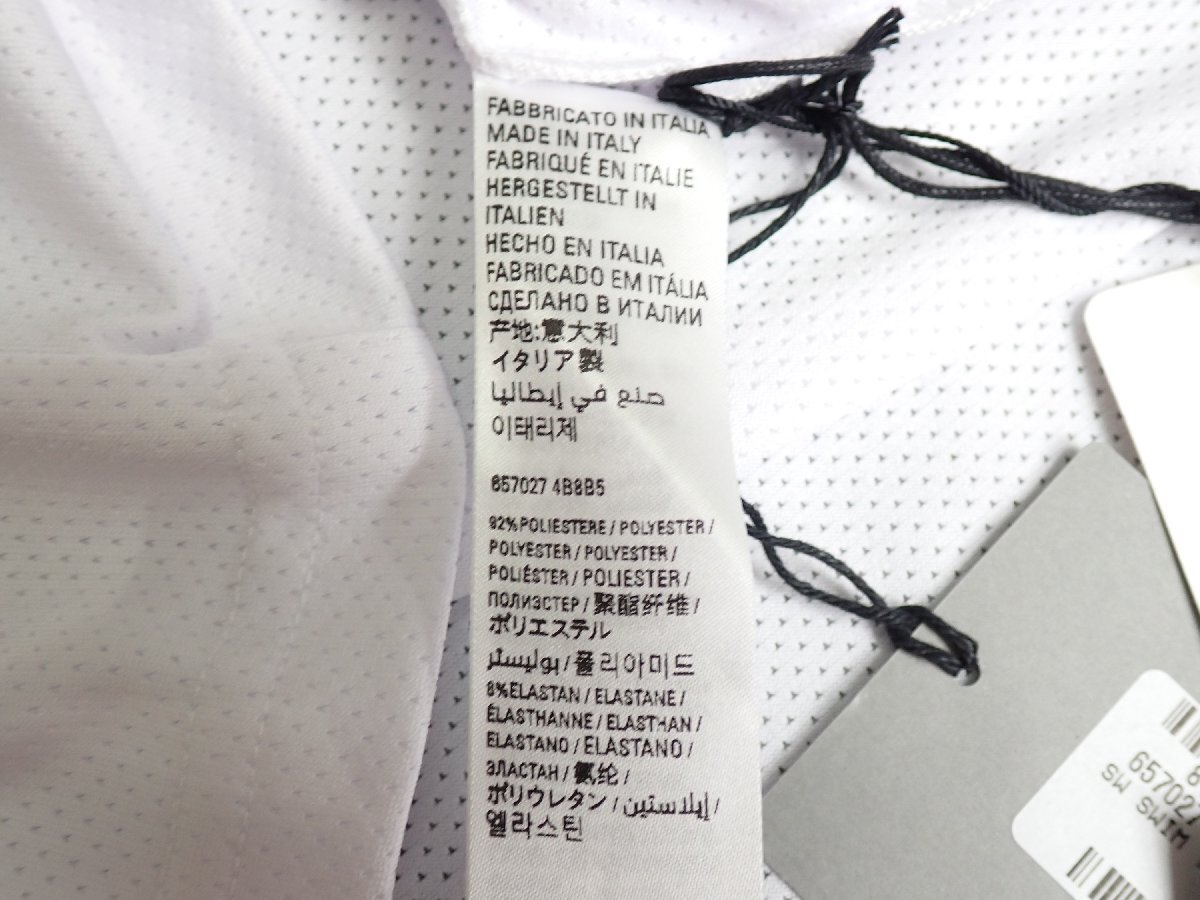 FABBRICATO IN ITALIA
MADE IN ITALY
FABRIQUÉ EN ITALIE
HERGESTELLT IN
ITALIEN
HECHO EN ITALIA
FABRICADO EM ITÁLIA
СДЕЛАНО В ИТАЛИИ
产地:意大利
イタリア製
صنع في إيطاليا
이태리제
657027 4B8B5
92% POLIESTERE / POLYESTER /
POLYESTER / POLYESTER /
POLIÉSTER / POLIESTER /
ПОЛИЭСТЕР / 聚酯纤维 /
ポリエステル
بوليستر / 폴리아미드
8% ELASTAN / ELASTANE /
ÉLASTHANNE / ELASTHAN /
ELASTANO / ELASTANO /
ЭЛАСТАН / 氨纶 /
ポリウレタン / إيلاستين /
엘라스틴
657027
SW SWIM